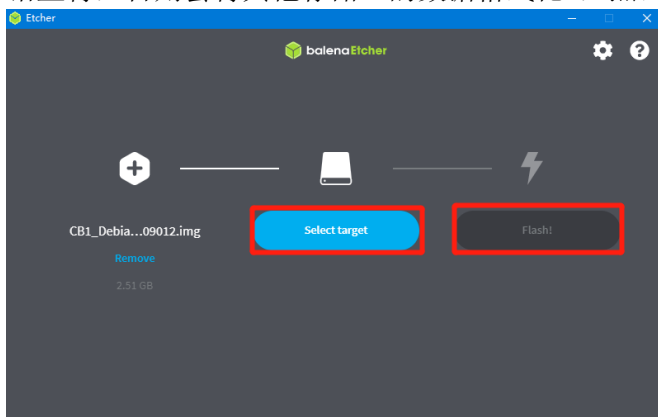 Etcher
balenaEtcher
CB1_Debia...09012.img
Select target
Flash!
Remove
2.51 GB